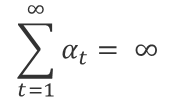 ∑_{t=1}^{∞} α_t = ∞